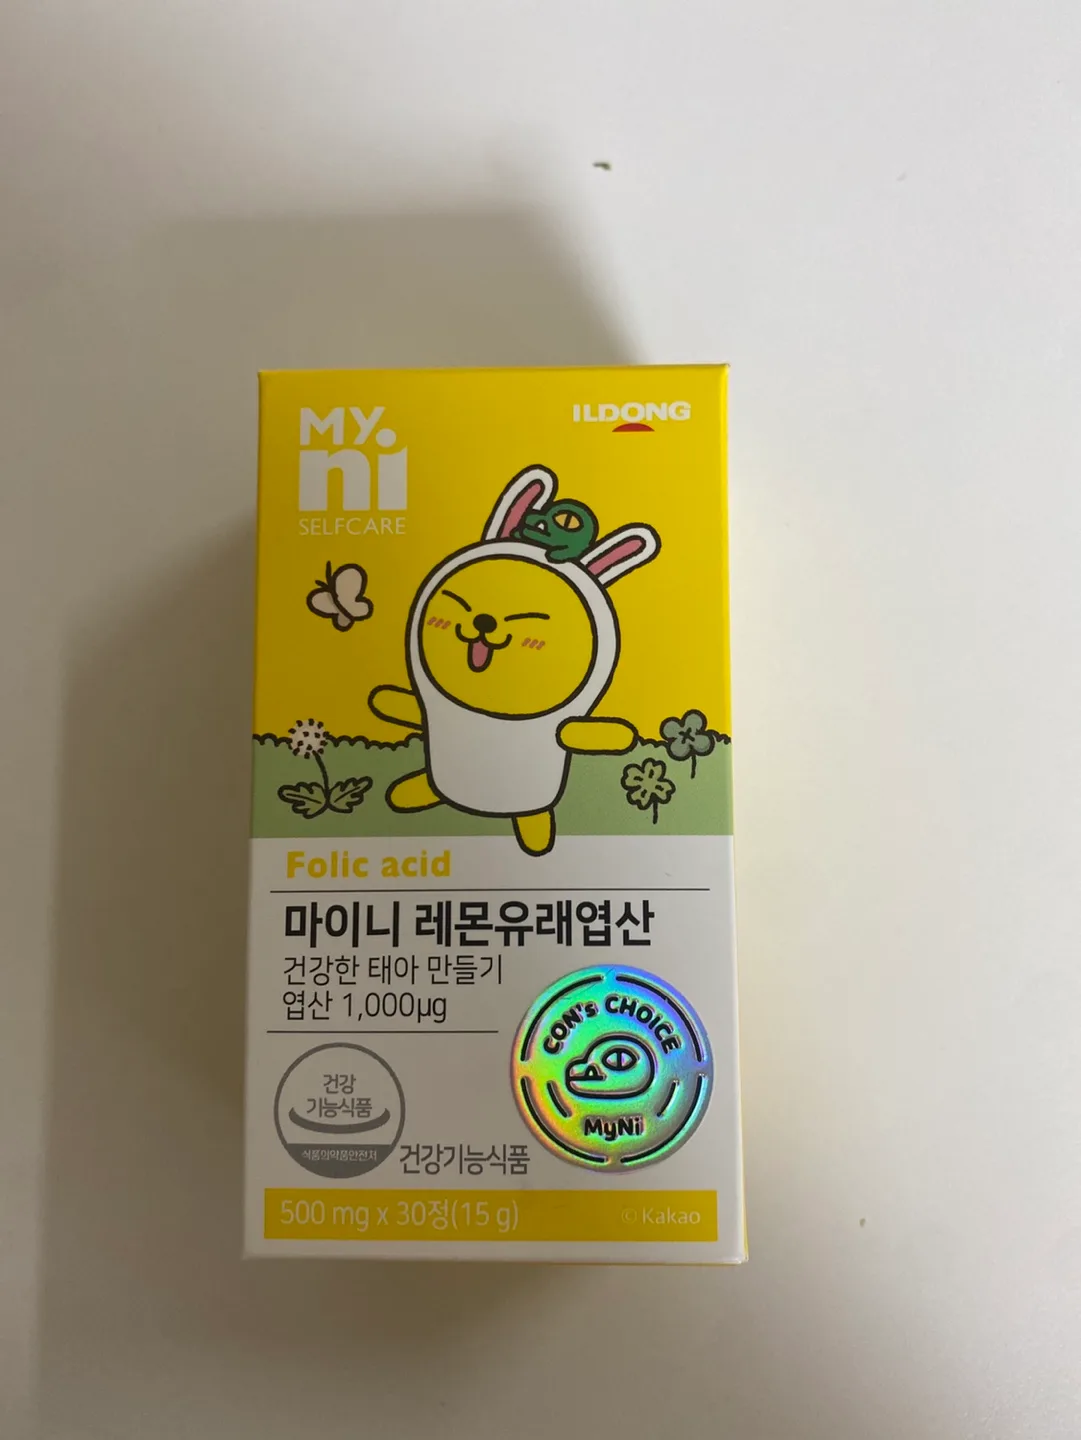 MY.
ni
SELFCARE
ILDONG
Folic acid
마이니 레몬유래엽산
건강한 태아 만들기
엽산 1,000μg
CON's CHOICE
MyNi
건강
기능식품
식품의약품안전처
건강기능식품
500 mg x 30정(15 g)
© Kakao